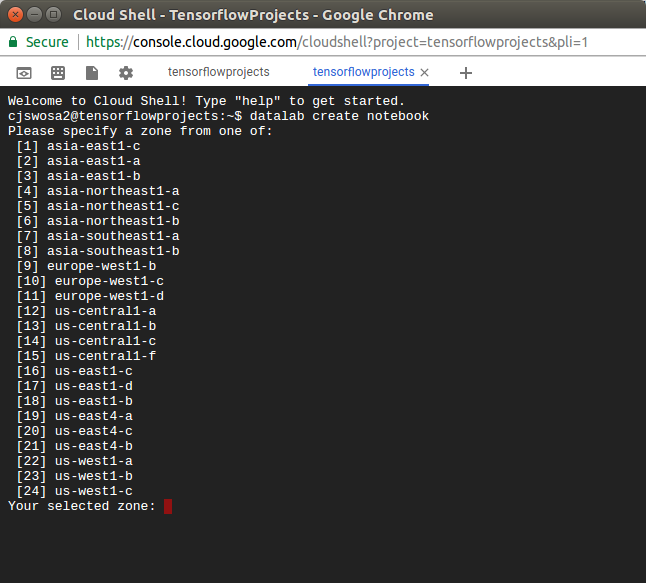 Cloud Shell - TensorflowProjects - Google Chrome
Secure | https://console.cloud.google.com/cloudshell?project=tensorflowprojects&pli=1
tensorflowprojects tensorflowprojects × +
Welcome to Cloud Shell! Type "help" to get started.
cjswosa2@tensorflowprojects:~$ datalab create notebook
Please specify a zone from one of:
[1] asia-east1-c
[2] asia-east1-a
[3] asia-east1-b
[4] asia-northeast1-a
[5] asia-northeast1-c
[6] asia-northeast1-b
[7] asia-southeast1-a
[8] asia-southeast1-b
[9] europe-west1-b
[10] europe-west1-c
[11] europe-west1-d
[12] us-central1-a
[13] us-central1-b
[14] us-central1-c
[15] us-central1-f
[16] us-east1-c
[17] us-east1-d
[18] us-east1-b
[19] us-east4-a
[20] us-east4-c
[21] us-east4-b
[22] us-west1-a
[23] us-west1-b
[24] us-west1-c
Your selected zone: